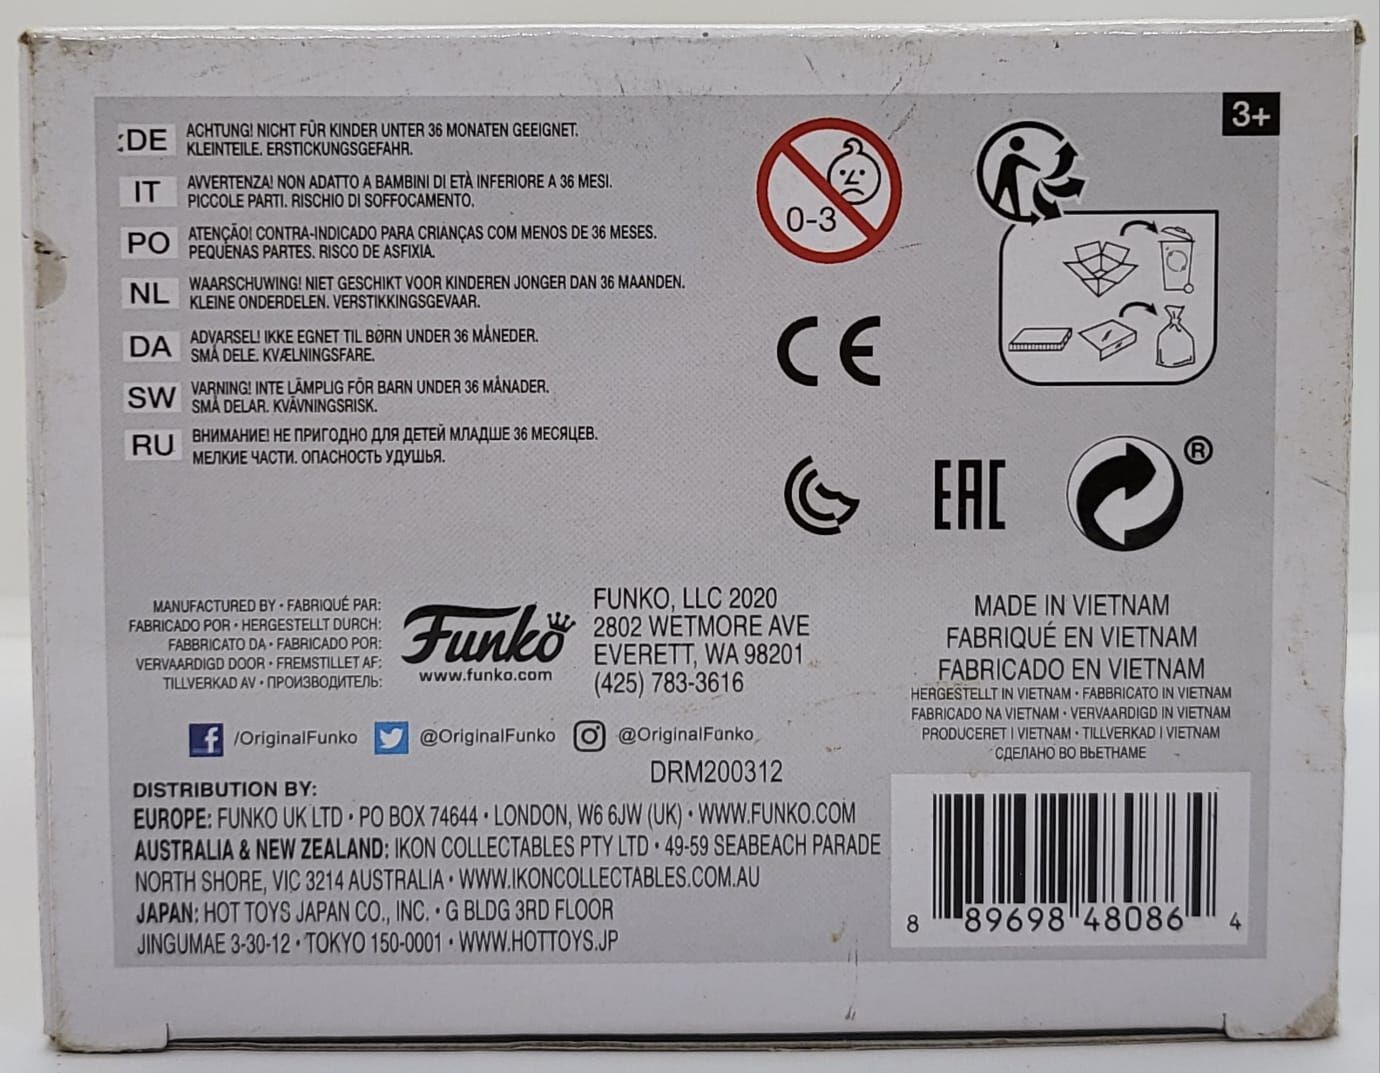 3+
DE ACHTUNG! NICHT FÜR KINDER UNTER 36 MONATEN GEEIGNET.
KLEINTEILE. ERSTICKUNGSGEFAHR.
IT AVVERTENZA! NON ADATTO A BAMBINI DI ETÀ INFERIORE A 36 MESI.
PICCOLE PARTI. RISCHIO DI SOFFOCAMENTO.
PO ATENÇÃO! CONTRA-INDICADO PARA CRIANÇAS COM MENOS DE 36 MESES.
PEQUENAS PARTES. RISCO DE ASFIXIA.
NL WAARSCHUWING! NIET GESCHIKT VOOR KINDEREN JONGER DAN 36 MAANDEN.
KLEINE ONDERDELEN. VERSTIKKINGSGEVAAR.
DA ADVARSEL! IKKE EGNET TIL BØRN UNDER 36 MÅNEDER.
SMÅ DELE. KVÆLNINGSFARE.
SW VARNING! INTE LÄMPLIG FÖR BARN UNDER 36 MÅNADER.
SMÅ DELAR. KVÄVNINGSRISK.
RU ВНИМАНИЕ! НЕ ПРИГОДНО ДЛЯ ДЕТЕЙ МЛАДШЕ 36 МЕСЯЦЕВ.
МЕЛКИЕ ЧАСТИ. ОПАСНОСТЬ УДУШЬЯ.
0-3
CE
EAC
®
MANUFACTURED BY • FABRIQUÉ PAR:
FABRICADO POR • HERGESTELLT DURCH:
FABBRICATO DA • FABRICADO POR:
VERVAARDIGD DOOR • FREMSTILLET AF:
TILLVERKAD AV • ПРОИЗВОДИТЕЛЬ:
Funko
www.funko.com
FUNKO, LLC 2020
2802 WETMORE AVE
EVERETT, WA 98201
(425) 783-3616
MADE IN VIETNAM
FABRIQUÉ EN VIETNAM
FABRICADO EN VIETNAM
HERGESTELLT IN VIETNAM • FABBRICATO IN VIETNAM
FABRICADO NA VIETNAM • VERVAARDIGD IN VIETNAM
PRODUCERET I VIETNAM • TILLVERKAD I VIETNAM
СДЕЛАНО ВО ВЬЕТНАМЕ
f /OriginalFunko @OriginalFunko @OriginalFunko
DRM200312
DISTRIBUTION BY:
EUROPE: FUNKO UK LTD • PO BOX 74644 • LONDON, W6 6JW (UK) • WWW.FUNKO.COM
AUSTRALIA & NEW ZEALAND: IKON COLLECTABLES PTY LTD • 49-59 SEABEACH PARADE
NORTH SHORE, VIC 3214 AUSTRALIA • WWW.IKONCOLLECTABLES.COM.AU
JAPAN: HOT TOYS JAPAN CO., INC. • G BLDG 3RD FLOOR
JINGUMAE 3-30-12 • TOKYO 150-0001 • WWW.HOTTOYS.JP
8 89698 48086 4